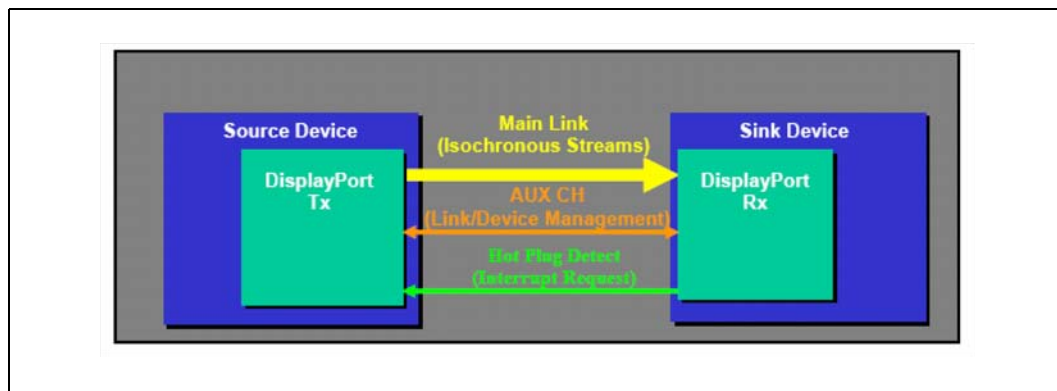 Source Device
DisplayPort
Tx
Main Link
(Isochronous Streams)
AUX CH
(Link/Device Management)
Hot Plug Detect
(Interrupt Request)
Sink Device
DisplayPort
Rx